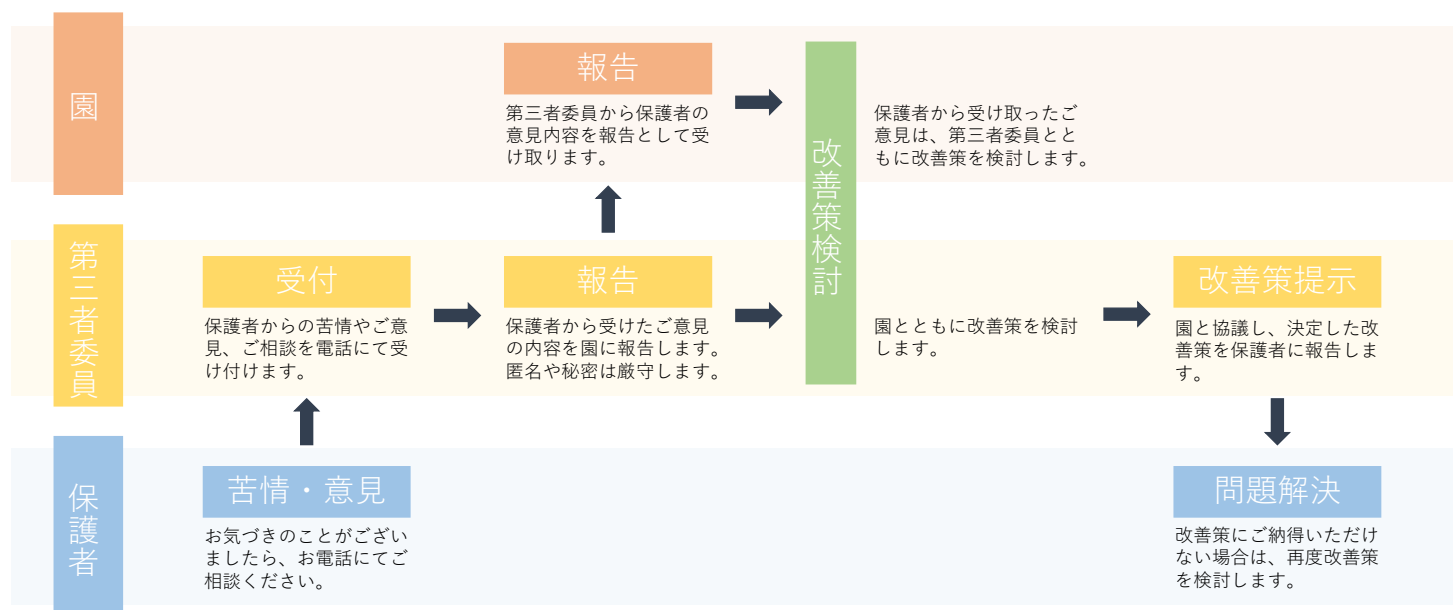 園
報告
第三者委員から保護者の
意見内容を報告として受
け取ります。
改善策検討
保護者から受け取ったご
意見は、第三者委員とと
もに改善策を検討します。
第三者委員
受付
保護者からの苦情やご意
見、ご相談を電話にて受
け付けます。
報告
保護者から受けたご意見
の内容を園に報告します。
匿名や秘密は厳守します。
園とともに改善策を検討
します。
改善策提示
園と協議し、決定した改
善策を保護者に報告しま
す。
保護者
苦情・意見
お気づきのことがござい
ましたら、お電話にてご
相談ください。
問題解決
改善策にご納得いただけ
ない場合は、再度改善策
を検討します。